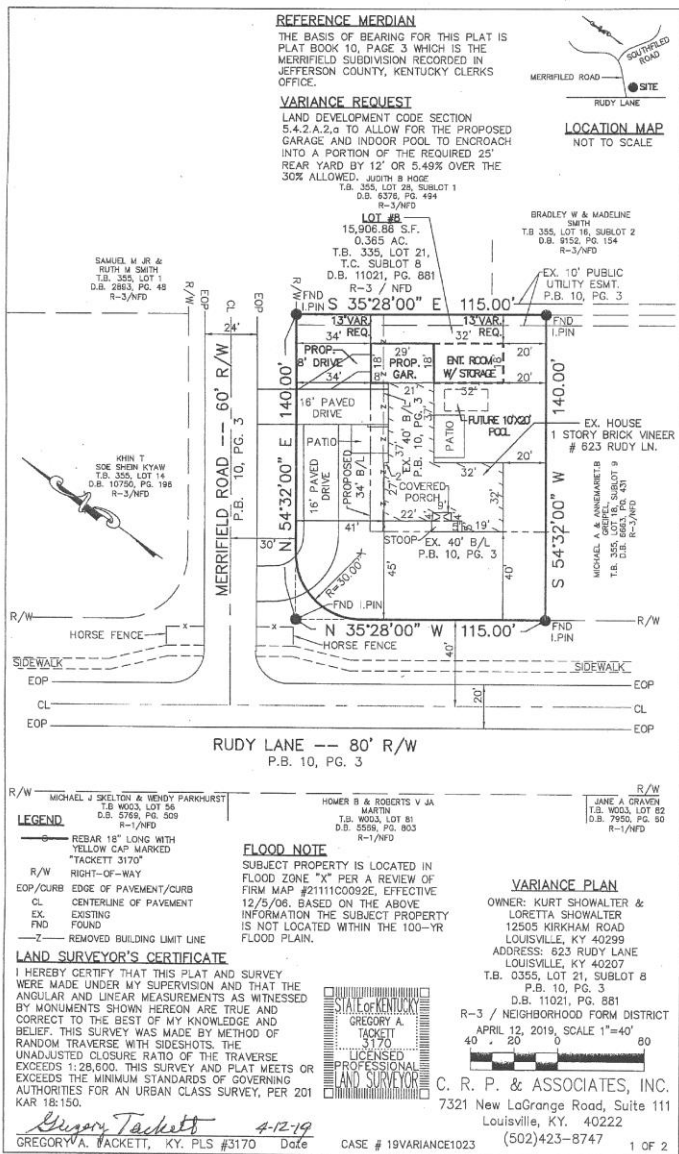 REFERENCE MERDIAN
THE BASIS OF BEARING FOR THIS PLAT IS
PLAT BOOK 10, PAGE 3 WHICH IS THE
MERRIFIELD SUBDIVISION RECORDED IN
JEFFERSON COUNTY, KENTUCKY CLERKS
OFFICE.
VARIANCE REQUEST
LAND DEVELOPMENT CODE SECTION
5.4.2.A.2.a TO ALLOW FOR THE PROPOSED
GARAGE AND INDOOR POOL TO ENCROACH
INTO A PORTION OF THE REQUIRED 25'
REAR YARD BY 12' OR 5.49% OVER THE
30% ALLOWED.
SOUTHFILED
ROAD
MERRIFILED ROAD
SITE
RUDY LANE
LOCATION MAP
NOT TO SCALE
JUDITH B HOGE
T.B. 355, LOT 28, SUBLOT 1
D.B. 6376, PG. 494
R-3/NFD
LOT #8
15,906.86 S.F.
0.365 AC.
T.B. 335, LOT 21,
T.C. SUBLOT 8
D.B. 11021, PG. 881
R-3 / NFD
BRADLEY W & MADELINE
SMITH
T.B 355, LOT 16, SUBLOT 2
D.B. 9152, PG. 154
R-3/NFD
EX. 10' PUBLIC
UTILITY ESMT.
P.B. 10, PG. 3
SAMUEL M JR &
RUTH M SMITH
T.B. 355, LOT 1
D.B. 2893, PG. 48
R-3/NFD
EOP
CL
EOP
R/W
R/W
24'
FND
I.PIN
S 35°28'00" E 115.00'
FND
I.PIN
13'VAR.
REQ.
13'VAR.
REQ.
34'
32'
20'
PROP.
8' DRIVE
18'
29'
PROP.
GAR.
18'
ENT. ROOM
W/ STORAGE
18'
34'
8'
20'
21'
32'
16' PAVED
DRIVE
FUTURE 10'X20'
POOL
PATIO
PATIO
EX. HOUSE
1 STORY BRICK VINEER
# 623 RUDY LN.
MERRIFIELD ROAD -- 60' R/W
P.B. 10, PG. 3
N 54°32'00" E 140.00'
140.00'
S 54°32'00" W
16' PAVED
DRIVE
PROPOSED
34' B/L
EX. 40' B/L
P.B. 10, PG. 3
37'
2'
27'
32'
20'
32'
COVERED
PORCH
9'
22'
4'
19'
41'
STOOP
EX. 40' B/L
P.B. 10, PG. 3
45'
40'
30'
R=30.00'
KHIN T
SOE SHEIN KYAW
T.B. 355, LOT 14
D.B. 10750, PG. 196
R-3/NFD
MICHAEL A & ANNEMARIET.B
GREIPEL
T.B. 355, LOT 18, SUBLOT 9
D.B. 6663, PG. 431
R-3/NFD
FND I.PIN
R/W
N 35°28'00" W 115.00'
FND
I.PIN
R/W
HORSE FENCE
HORSE FENCE
SIDEWALK
SIDEWALK
40'
20'
EOP
EOP
CL
CL
EOP
EOP
RUDY LANE -- 80' R/W
P.B. 10, PG. 3
R/W
R/W
MICHAEL J SKELTON & WENDY PARKHURST
T.B W003, LOT 56
D.B. 5769, PG. 509
R-1/NFD
HOMER B & ROBERTS V JA
MARTIN
T.B. W003, LOT 81
D.B. 5569, PG. 803
R-1/NFD
JANE A GRAVEN
T.B. W003, LOT 82
D.B. 7950, PG. 50
R-1/NFD
LEGEND
REBAR 18" LONG WITH
YELLOW CAP MARKED
"TACKETT 3170"
R/W RIGHT-OF-WAY
EOP/CURB EDGE OF PAVEMENT/CURB
CL CENTERLINE OF PAVEMENT
EX. EXISTING
FND FOUND
—Z— REMOVED BUILDING LIMIT LINE
FLOOD NOTE
SUBJECT PROPERTY IS LOCATED IN
FLOOD ZONE "X" PER A REVIEW OF
FIRM MAP #21111C0092E, EFFECTIVE
12/5/06. BASED ON THE ABOVE
INFORMATION THE SUBJECT PROPERTY
IS NOT LOCATED WITHIN THE 100-YR
FLOOD PLAIN.
LAND SURVEYOR'S CERTIFICATE
I HEREBY CERTIFY THAT THIS PLAT AND SURVEY
WERE MADE UNDER MY SUPERVISION AND THAT THE
ANGULAR AND LINEAR MEASUREMENTS AS WITNESSED
BY MONUMENTS SHOWN HEREON ARE TRUE AND
CORRECT TO THE BEST OF MY KNOWLEDGE AND
BELIEF. THIS SURVEY WAS MADE BY METHOD OF
RANDOM TRAVERSE WITH SIDESHOTS. THE
UNADJUSTED CLOSURE RATIO OF THE TRAVERSE
EXCEEDS 1:28,600. THIS SURVEY AND PLAT MEETS OR
EXCEEDS THE MINIMUM STANDARDS OF GOVERNING
AUTHORITIES FOR AN URBAN CLASS SURVEY, PER 201
KAR 18:150.
Gregory Tackett 4-12-19
GREGORY A. TACKETT, KY. PLS #3170 Date
STATE of KENTUCKY
GREGORY A.
TACKETT
3170
LICENSED
PROFESSIONAL
LAND SURVEYOR
CASE # 19VARIANCE1023
VARIANCE PLAN
OWNER: KURT SHOWALTER &
LORETTA SHOWALTER
12505 KIRKHAM ROAD
LOUISVILLE, KY 40299
ADDRESS: 623 RUDY LANE
LOUISVILLE, KY 40207
T.B. 0355, LOT 21, SUBLOT 8
P.B. 10, PG. 3
D.B. 11021, PG. 881
R-3 / NEIGHBORHOOD FORM DISTRICT
APRIL 12, 2019, SCALE 1"=40'
40 0 80
C. R. P. & ASSOCIATES, INC.
7321 New LaGrange Road, Suite 111
Louisville, KY. 40222
(502)423-8747
1 OF 2